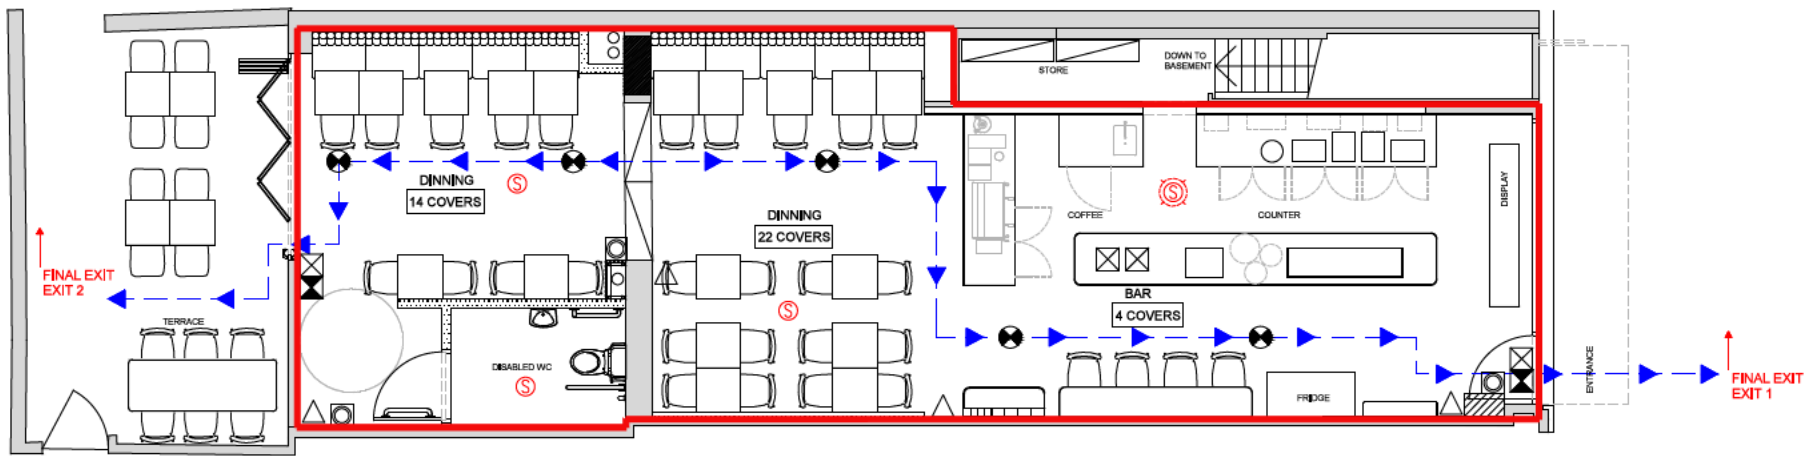 STORE
DOWN TO
BASEMENT
DINNING
14 COVERS
S
DINNING
22 COVERS
S
COFFEE
S
COUNTER
DISPLAY
FINAL EXIT
EXIT 2
TERRACE
DISABLED WC
S
BAR
4 COVERS
FRIDGE
ENTRANCE
FINAL EXIT
EXIT 1